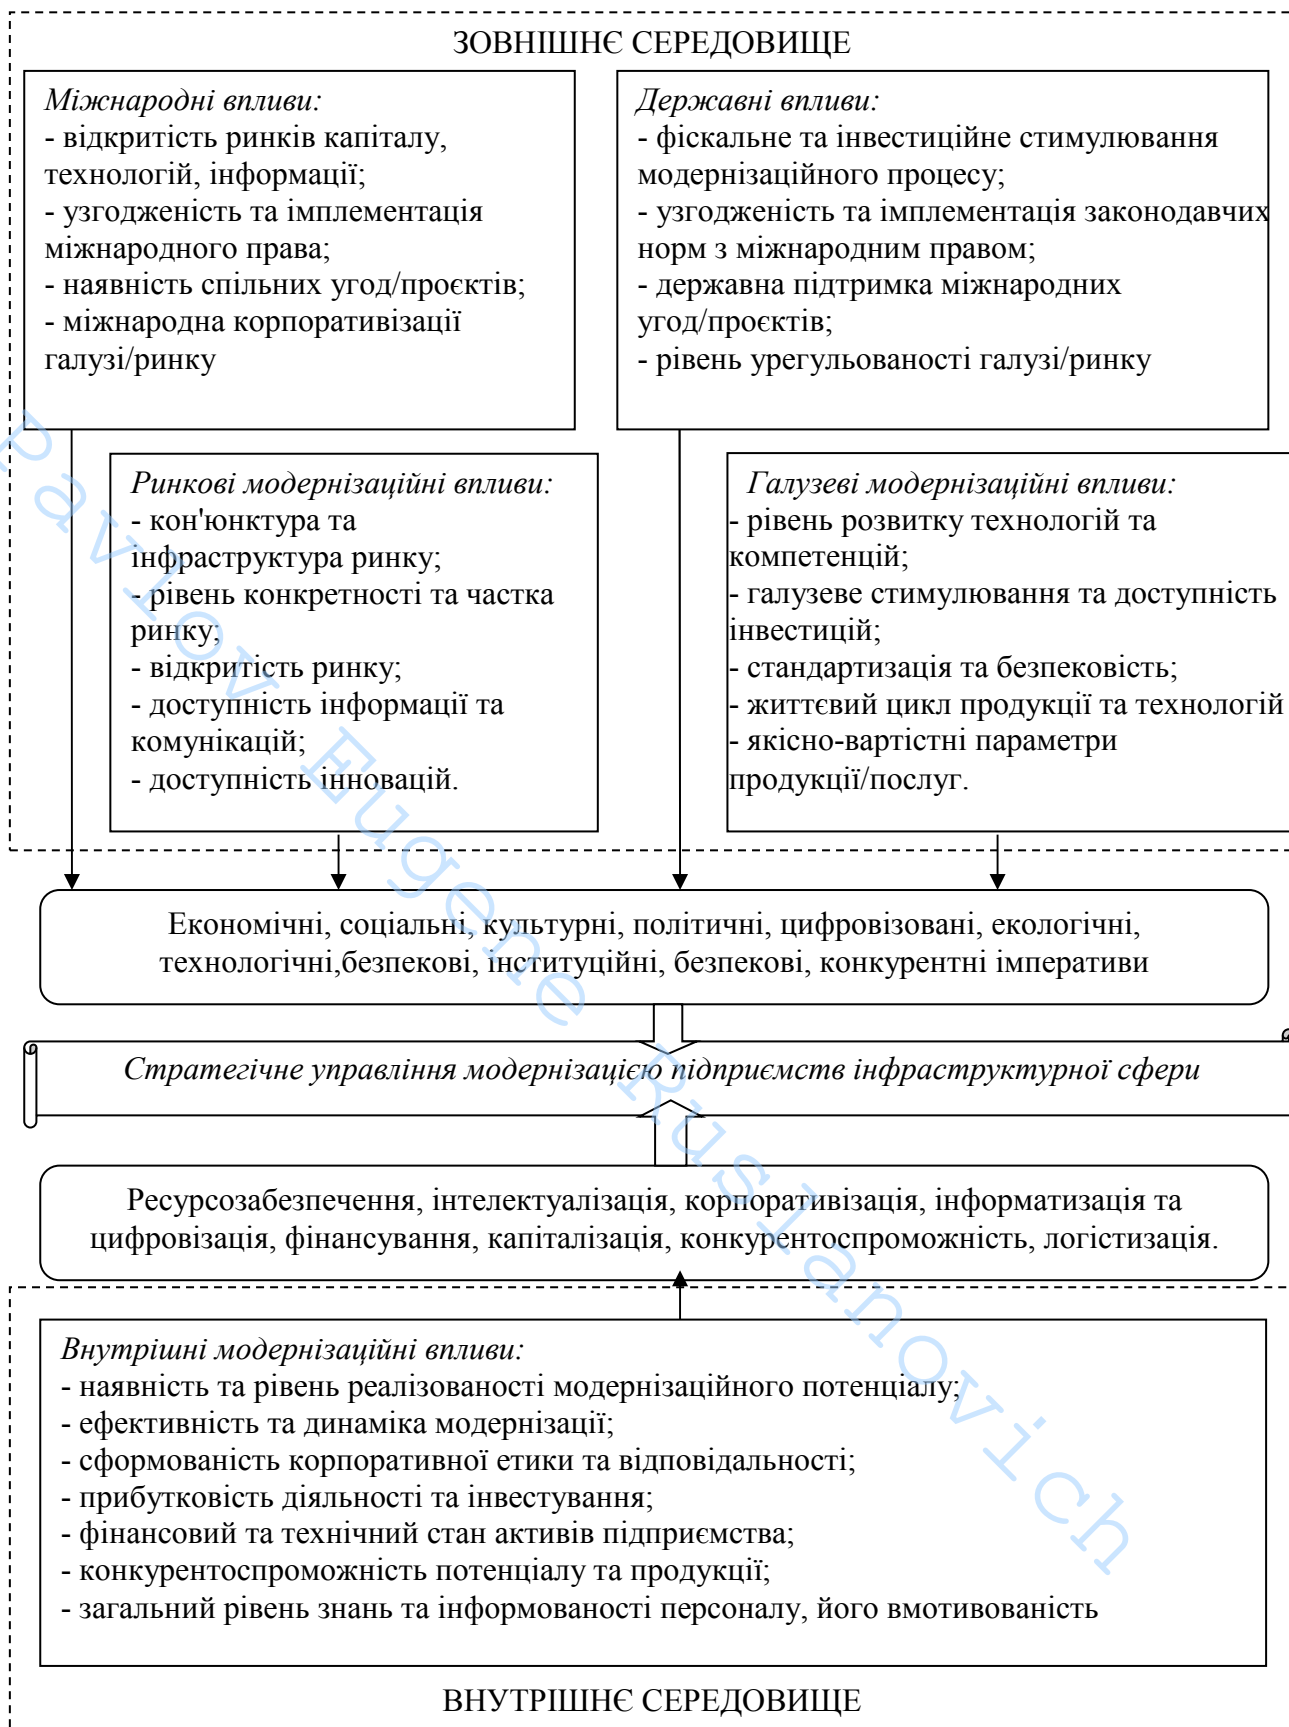 ЗОВНІШНЄ СЕРЕДОВИЩЕ
Міжнародні впливи:
- відкритість ринків капіталу,
технологій, інформації;
- узгодженість та імплементація
міжнародного права;
- наявність спільних угод/проєктів;
- міжнародна корпоративізації
галузі/ринку
Державні впливи:
- фіскальне та інвестиційне стимулювання
модернізаційного процесу;
- узгодженість та імплементація законодавчих
норм з міжнародним правом;
- державна підтримка міжнародних
угод/проєктів;
- рівень урегульованості галузі/ринку
Ринкові модернізаційні впливи:
- кон'юнктура та
інфраструктура ринку;
- рівень конкретності та частка
ринку;
- відкритість ринку;
- доступність інформації та
комунікацій;
- доступність інновацій.
Галузеві модернізаційні впливи:
- рівень розвитку технологій та
компетенцій;
- галузеве стимулювання та доступність
інвестицій;
- стандартизація та безпековість;
- життєвий цикл продукції та технологій
- якісно-вартістні параметри
продукції/послуг.
Економічні, соціальні, культурні, політичні, цифровізовані, екологічні,
технологічні,безпекові, інституційні, безпекові, конкурентні імперативи
Стратегічне управління модернізацією підприємств інфраструктурної сфери
Ресурсозабезпечення, інтелектуалізація, корпоративізація, інформатизація та
цифровізація, фінансування, капіталізація, конкурентоспроможність, логістизація.
Внутрішні модернізаційні впливи:
- наявність та рівень реалізованості модернізаційного потенціалу;
- ефективність та динаміка модернізації;
- сформованість корпоративної етики та відповідальності;
- прибутковість діяльності та інвестування;
- фінансовий та технічний стан активів підприємства;
- конкурентоспроможність потенціалу та продукції;
- загальний рівень знань та інформованості персоналу, його вмотивованість
ВНУТРІШНЄ СЕРЕДОВИЩЕ
Pavlov Eugene Ruslanovich